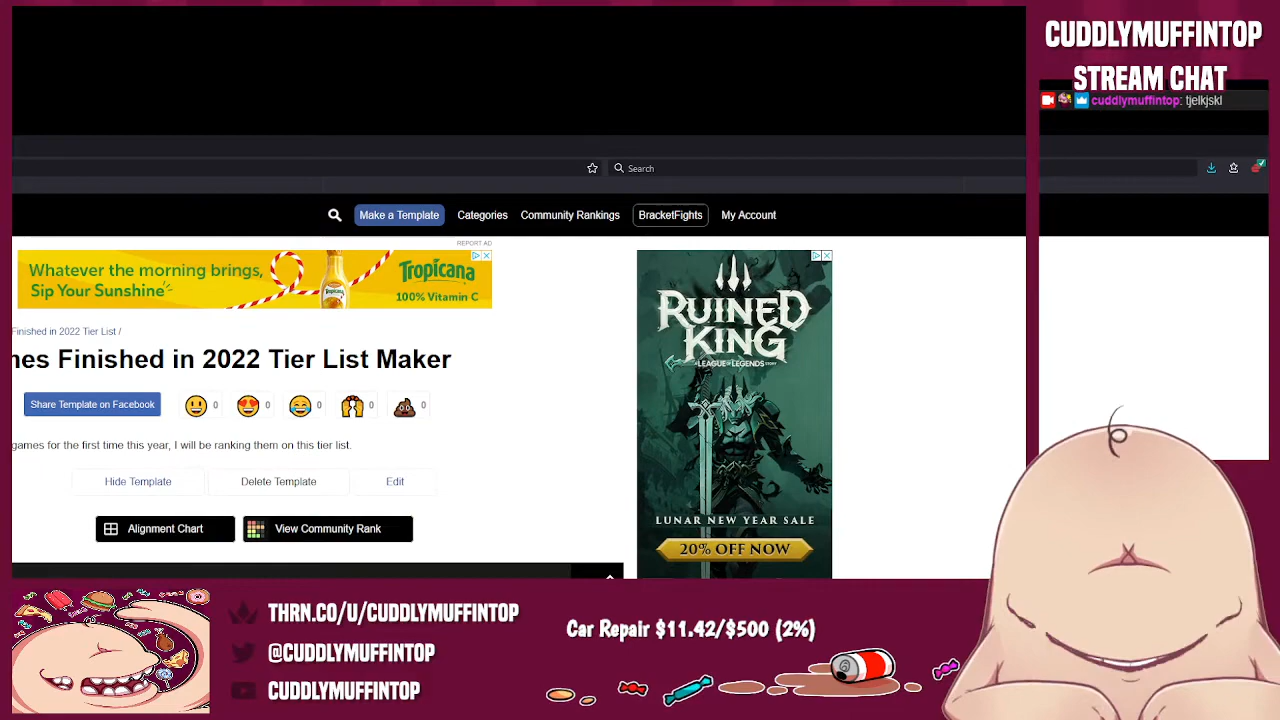 CUDDLYMUFFINTOP
STREAM CHAT
cuddlymuffintop: tjelkjskl
Search
Make a Template
Categories
Community Rankings
BracketFights
My Account
REPORT AD
Whatever the morning brings,
Sip Your Sunshine
Tropicana
100% Vitamin C
Finished in 2022 Tier List /
nes Finished in 2022 Tier List Maker
Share Template on Facebook
0
0
0
0
0
games for the first time this year, I will be ranking them on this tier list.
Hide Template
Delete Template
Edit
Alignment Chart
View Community Rank
RUINED
KING
A LEAGUE OF LEGENDS STORY
LUNAR NEW YEAR SALE
20% OFF NOW
THRN.CO/U/CUDDLYMUFFINTOP
@CUDDLYMUFFINTOP
CUDDLYMUFFINTOP
Car Repair $11.42/$500 (2%)